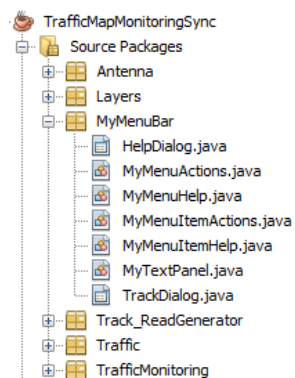 TrafficMapMonitoringSync
Source Packages
Antenna
Layers
MyMenuBar
HelpDialog.java
MyMenuActions.java
MyMenuHelp.java
MyMenuItemActions.java
MyMenuItemHelp.java
MyTextPanel.java
TrackDialog.java
Track_ReadGenerator
Traffic
TrafficMonitoring